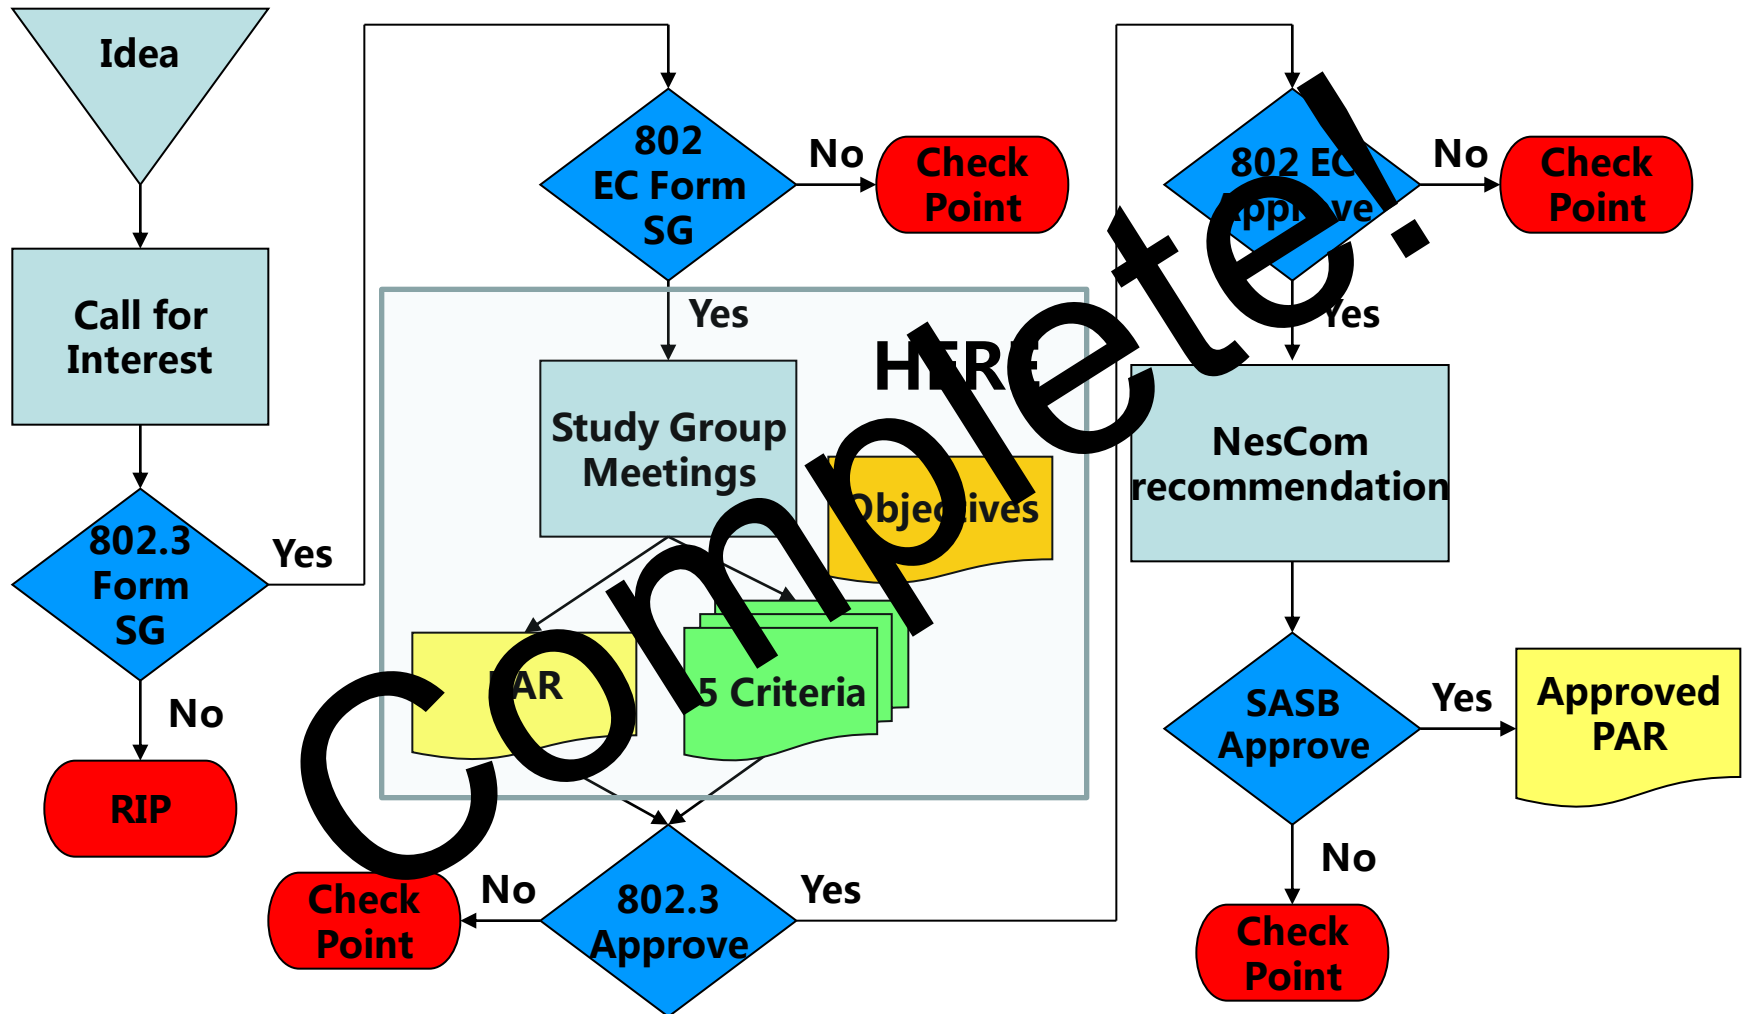 Idea
Call for
Interest
802.3
Form
SG
Yes
No
RIP
802
EC Form
SG
No
Check
Point
Yes
HERE
Study Group
Meetings
Objectives
PAR
5 Criteria
802.3
Approve
No
Check
Point
Yes
802 EC
Approve
No
Check
Point
Yes
NesCom
recommendation
SASB
Approve
Yes
Approved
PAR
No
Check
Point
Complete!